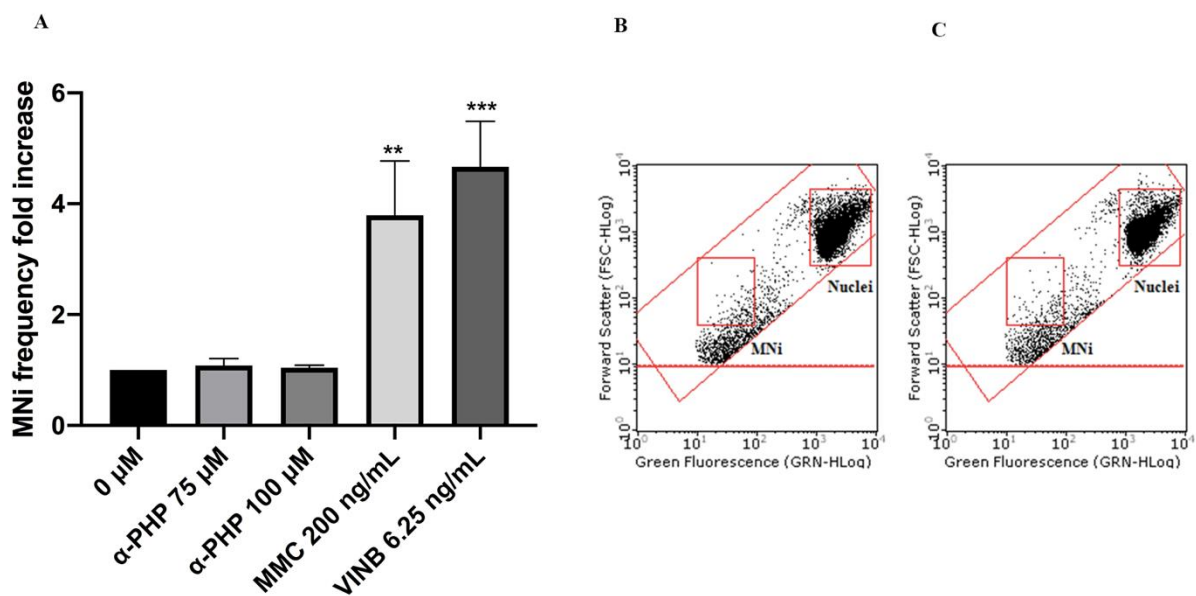 A
MNi frequency fold increase
6
4
2
0
**
***
0 µM
α-PHP 75 µM
α-PHP 100 µM
MMC 200 ng/mL
VINB 6.25 ng/mL
B
Forward Scatter (FSC-HLog)
10⁴
10³
10²
10¹
10⁰
Nuclei
MNi
10⁰ 10¹ 10² 10³ 10⁴
Green Fluorescence (GRN-HLog)
C
Forward Scatter (FSC-HLog)
10⁴
10³
10²
10¹
10⁰
Nuclei
MNi
10⁰ 10¹ 10² 10³ 10⁴
Green Fluorescence (GRN-HLog)